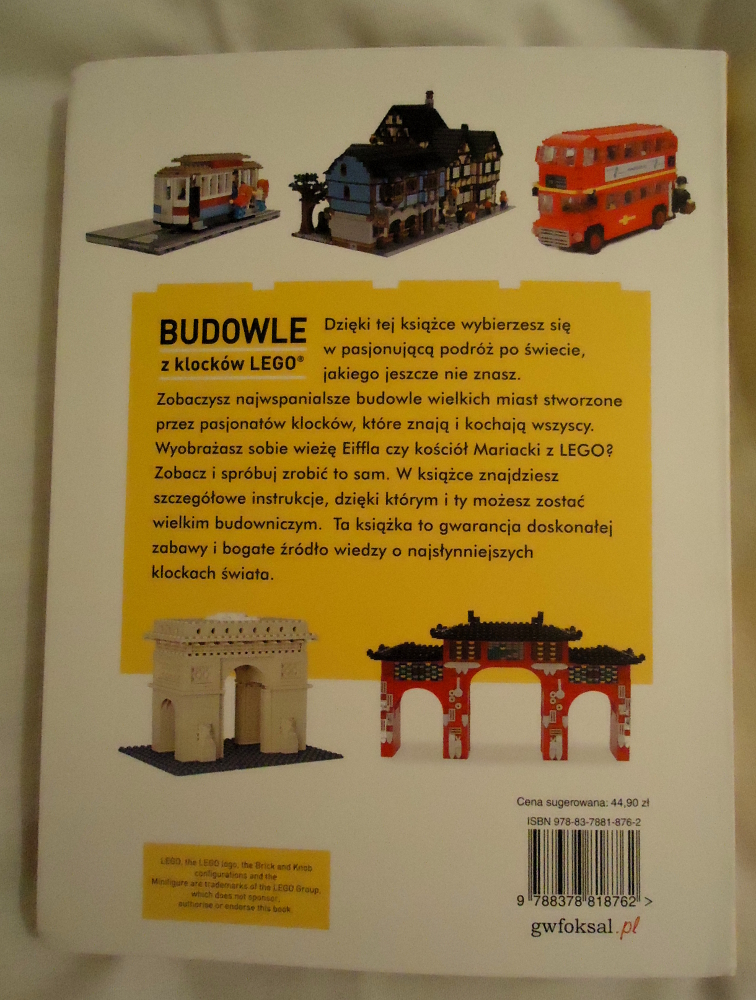 BUDOWLE
z klocków LEGO®
Dzięki tej książce wybierzesz się
w pasjonującą podróż po świecie,
jakiego jeszcze nie znasz.
Zobaczysz najwspanialsze budowle wielkich miast stworzone
przez pasjonatów klocków, które znają i kochają wszyscy.
Wyobrażasz sobie wieżę Eiffla czy kościół Mariacki z LEGO?
Zobacz i spróbuj zrobić to sam. W książce znajdziesz
szczegółowe instrukcje, dzięki którym i ty możesz zostać
wielkim budowniczym. Ta książka to gwarancja doskonałej
zabawy i bogate źródło wiedzy o najsłynniejszych
klockach świata.
Cena sugerowana: 44,90 zł
ISBN 978-83-7881-876-2
9 788378 818762 >
gwfoksal.pl
LEGO, the LEGO logo, the Brick and Knob
configurations and the
Minifigure are trademarks of the LEGO Group,
which does not sponsor,
authorise or endorse this book